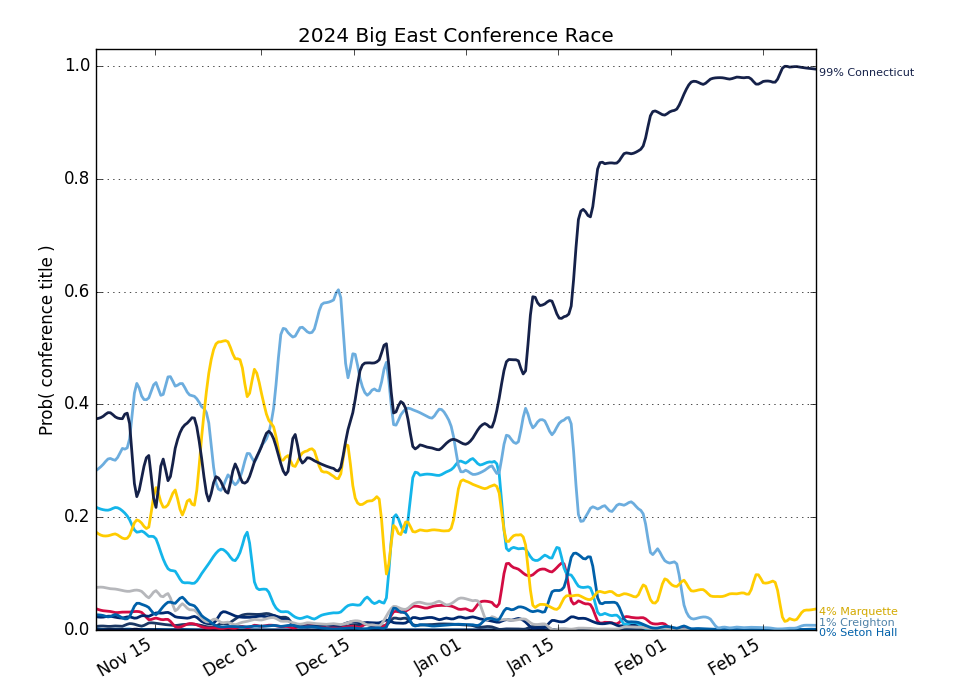 2024 Big East Conference Race
Prob( conference title )
1.0
0.8
0.6
0.4
0.2
0.0
99% Connecticut
4% Marquette
1% Creighton
0% Seton Hall
Nov 15
Dec 01
Dec 15
Jan 01
Jan 15
Feb 01
Feb 15